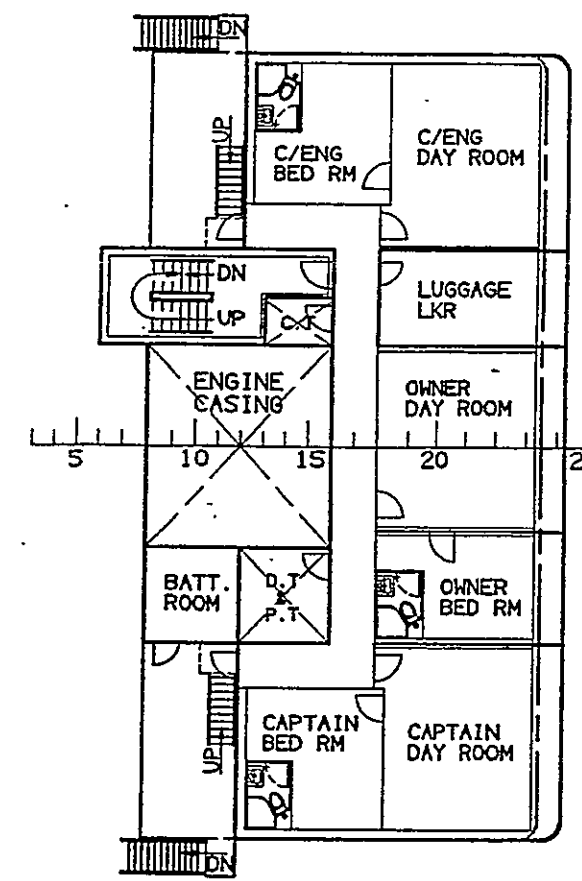 DN
UP
C/ENG
BED RM
C/ENG
DAY ROOM
DN
UP
LUGGAGE
LKR
ENGINE
CASING
OWNER
DAY ROOM
5 10 15 20 2
BATT.
ROOM
D.T
P.T
OWNER
BED RM
UP
CAPTAIN
BED RM
CAPTAIN
DAY ROOM
DN